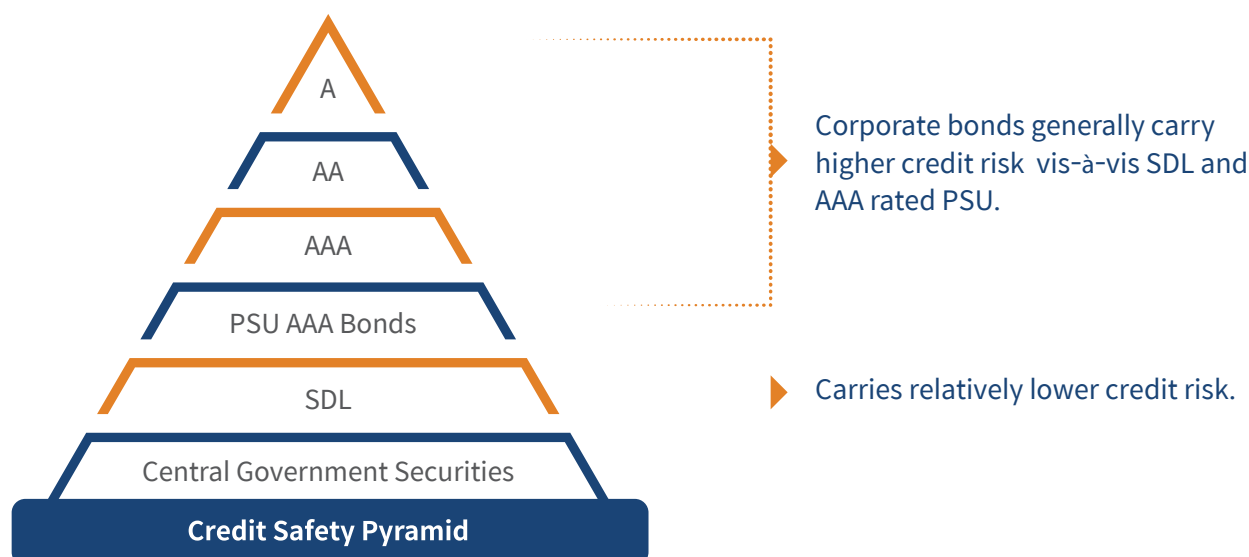 A
AA
AAA
PSU AAA Bonds
SDL
Central Government Securities
Credit Safety Pyramid
Corporate bonds generally carry
higher credit risk vis-à-vis SDL and
AAA rated PSU.
Carries relatively lower credit risk.